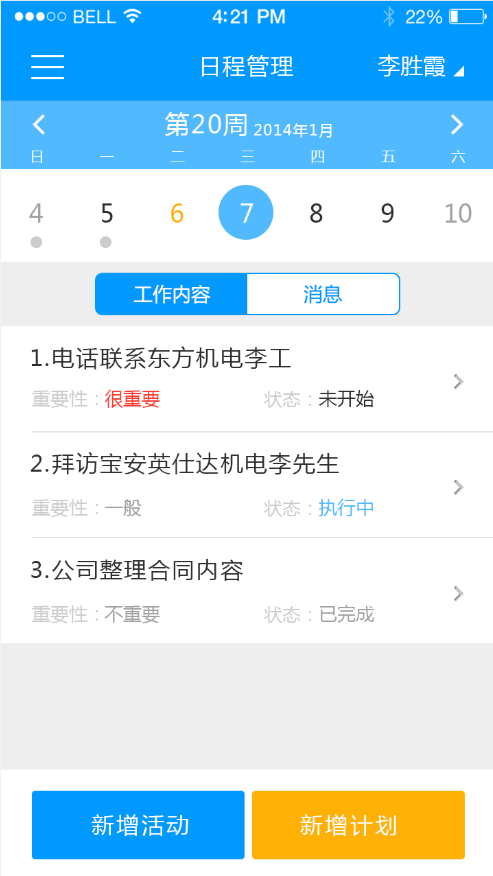 BELL 4:21 PM 22%
日程管理 李胜霞
第20周 2014年1月
日 一 二 三 四 五 六
4 5 6 7 8 9 10
工作内容 消息
1.电话联系东方机电李工
重要性：很重要 状态：未开始
2.拜访宝安英仕达机电李先生
重要性：一般 状态：执行中
3.公司整理合同内容
重要性：不重要 状态：已完成
新增活动 新增计划